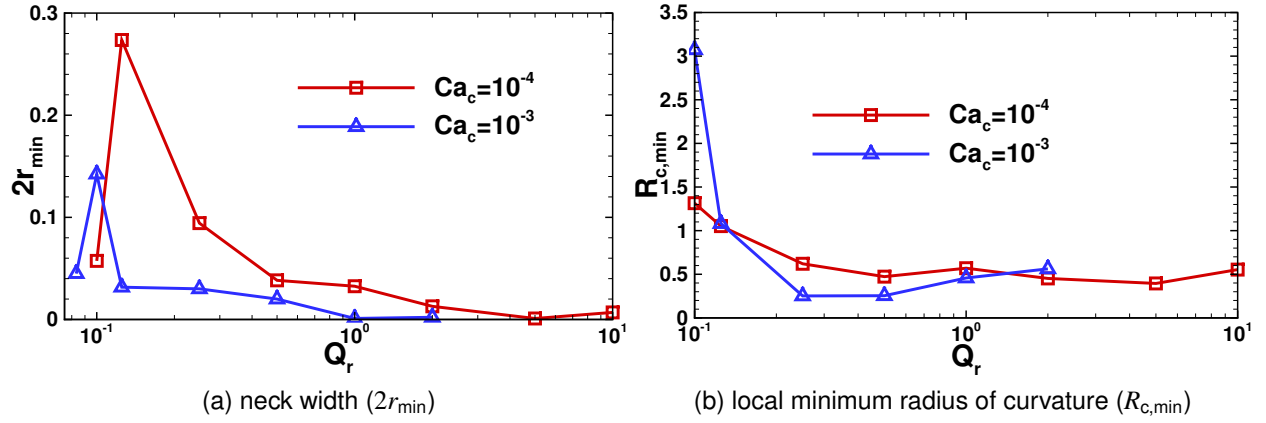 0.3
0.2
0.1
0
2r_min
Ca_c=10^-4
Ca_c=10^-3
10^-1
10^0
10^1
Q_r
(a) neck width (2r_min)
3.5
3
2.5
2
1.5
1
0.5
0
R_c,min
Ca_c=10^-4
Ca_c=10^-3
10^-1
10^0
10^1
Q_r
(b) local minimum radius of curvature (R_c,min)